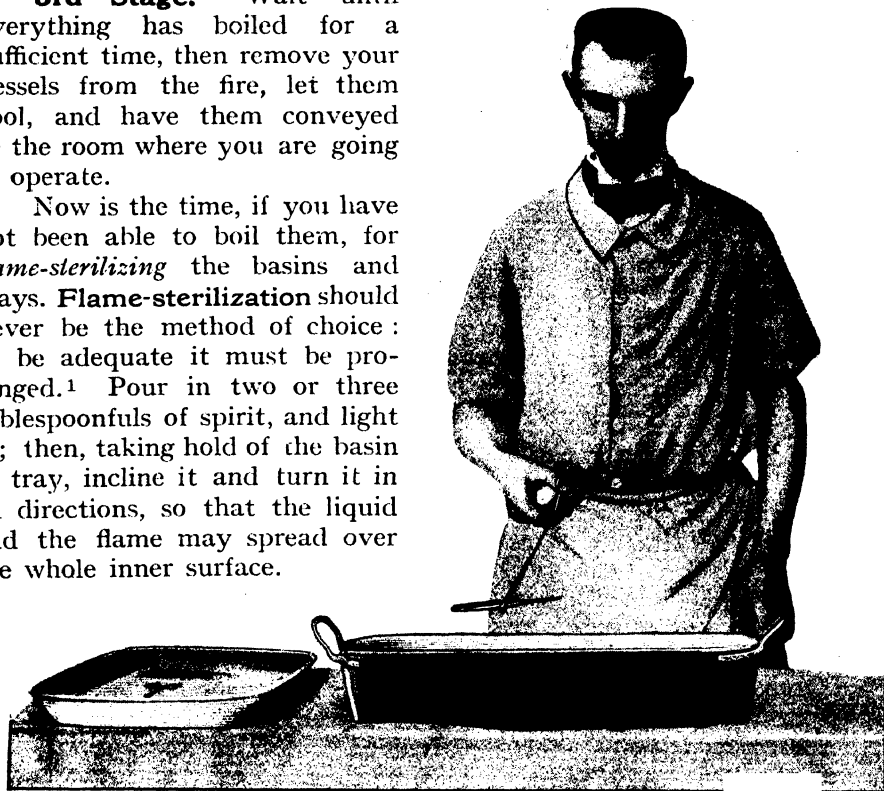 3rd Stage. Wait until
verything has boiled for a
ufficient time, then remove your
essels from the fire, let them
ool, and have them conveyed
the room where you are going
operate.
Now is the time, if you have
ot been able to boil them, for
ame-sterilizing the basins and
ays. Flame-sterilization should
ever be the method of choice :
be adequate it must be pro-
nged.¹ Pour in two or three
blespoonfuls of spirit, and light
; then, taking hold of the basin
tray, incline it and turn it in
directions, so that the liquid
d the flame may spread over
e whole inner surface.